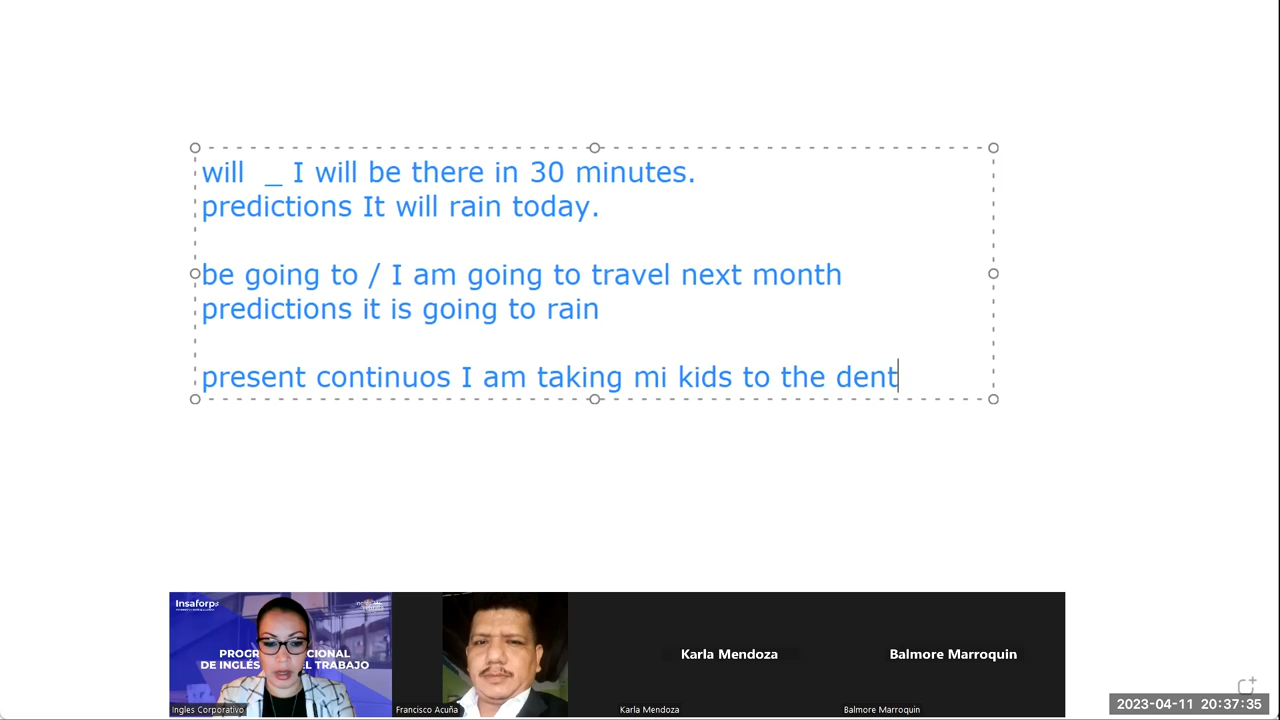 will _ I will be there in 30 minutes.
predictions It will rain today.
be going to / I am going to travel next month
predictions it is going to rain
present continuos I am taking mi kids to the dent
Insaforp
PROGR CIONAL
DE INGLÉS EL TRABAJO
Ingles Corporativo
Francisco Acuña
Karla Mendoza
Karla Mendoza
Balmore Marroquin
Balmore Marroquin
2023-04-11 20:37:35